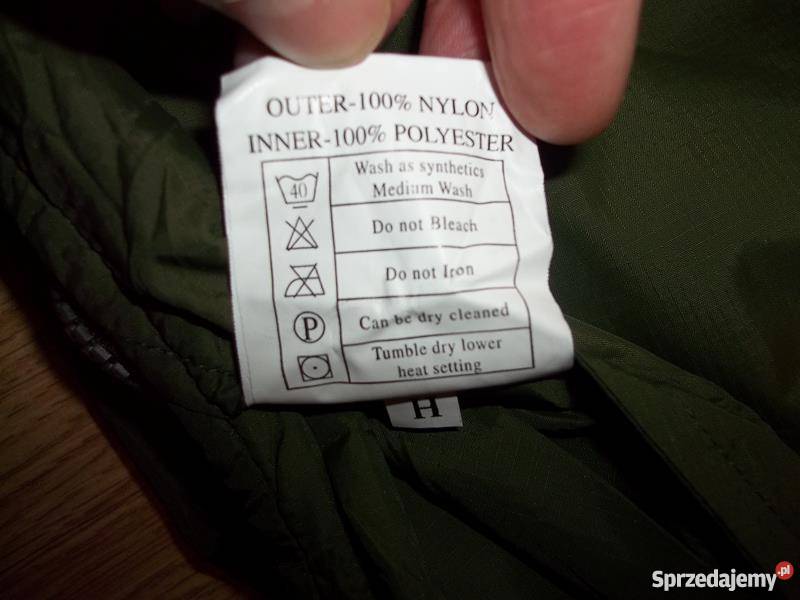 OUTER-100% NYLON
INNER-100% POLYESTER
40
Wash as synthetics
Medium Wash
Do not Bleach
Do not Iron
P
Can be dry cleaned
Tumble dry lower
heat setting
H
Sprzedajemy.pl